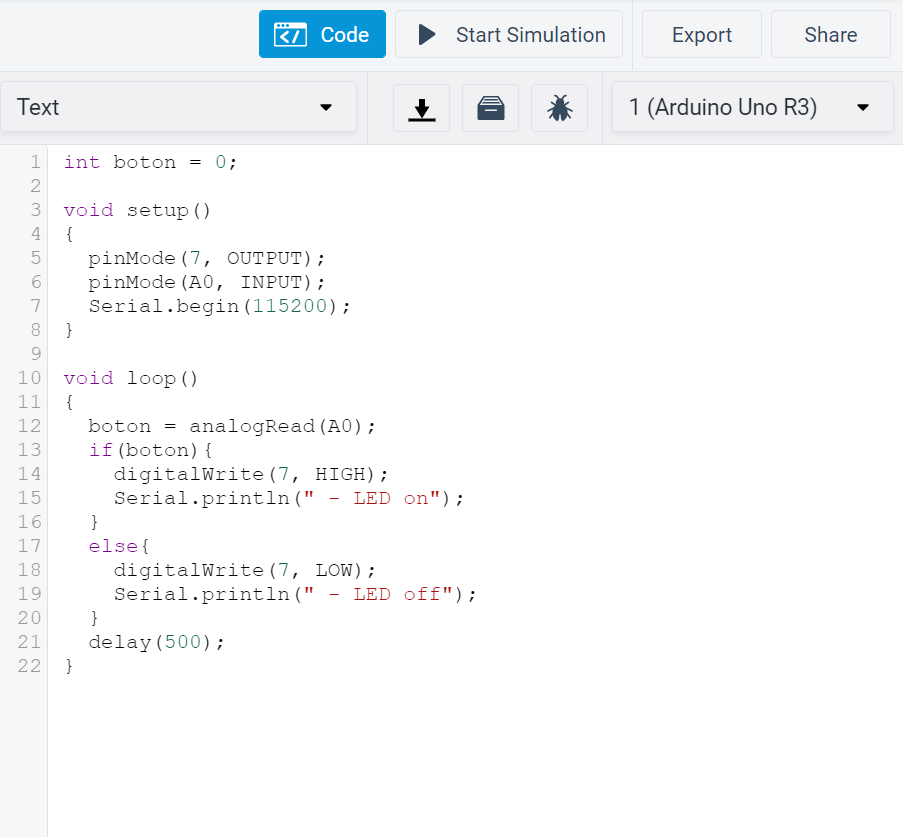 Code
Start Simulation
Export
Share
Text
1 (Arduino Uno R3)
1 int boton = 0;
2
3 void setup()
4 {
5   pinMode(7, OUTPUT);
6   pinMode(A0, INPUT);
7   Serial.begin(115200);
8 }
9
10 void loop()
11 {
12   boton = analogRead(A0);
13   if(boton){
14     digitalWrite(7, HIGH);
15     Serial.println(" - LED on");
16   }
17   else{
18     digitalWrite(7, LOW);
19     Serial.println(" - LED off");
20   }
21   delay(500);
22 }